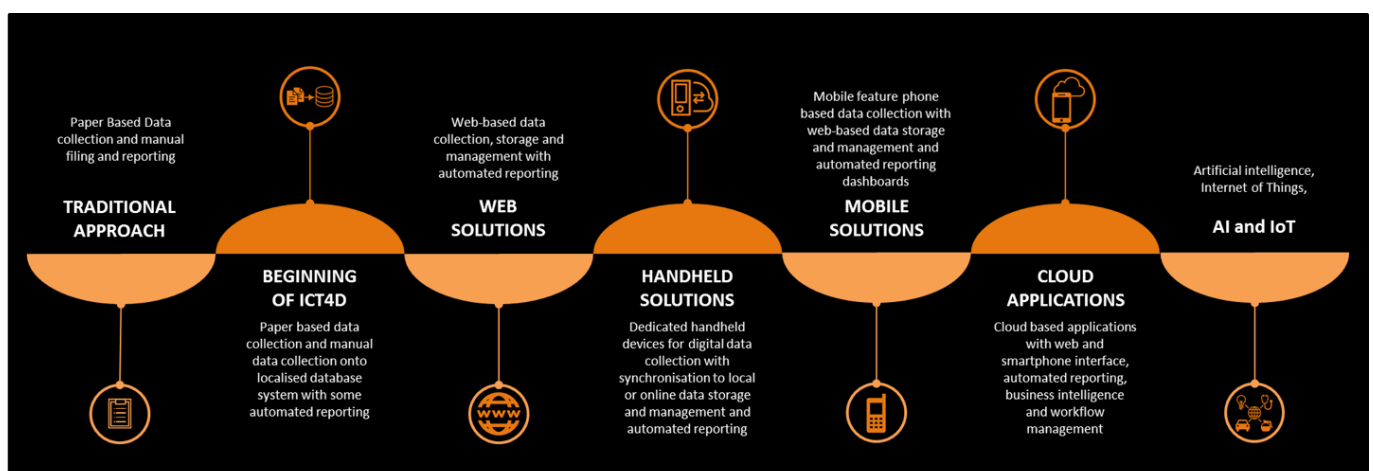 Paper Based Data
collection and manual
filing and reporting
TRADITIONAL
APPROACH
BEGINNING
OF ICT4D
Paper based data
collection and manual
data collection onto
localised database
system with some
automated reporting
Web-based data
collection, storage and
management with
automated reporting
WEB
SOLUTIONS
www
HANDHELD
SOLUTIONS
Dedicated handheld
devices for digital data
collection with
synchronisation to local
or online data storage
and management and
automated reporting
Mobile feature phone
based data collection with
web-based data storage
and management and
automated reporting
dashboards
MOBILE
SOLUTIONS
CLOUD
APPLICATIONS
Cloud based applications
with web and
smartphone interface,
automated reporting,
business intelligence
and workflow
management
Artificial intelligence,
Internet of Things,
AI and IoT